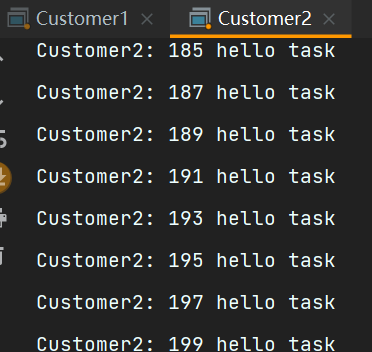 Customer1 Customer2
Customer2: 185 hello task
Customer2: 187 hello task
Customer2: 189 hello task
Customer2: 191 hello task
Customer2: 193 hello task
Customer2: 195 hello task
Customer2: 197 hello task
Customer2: 199 hello task